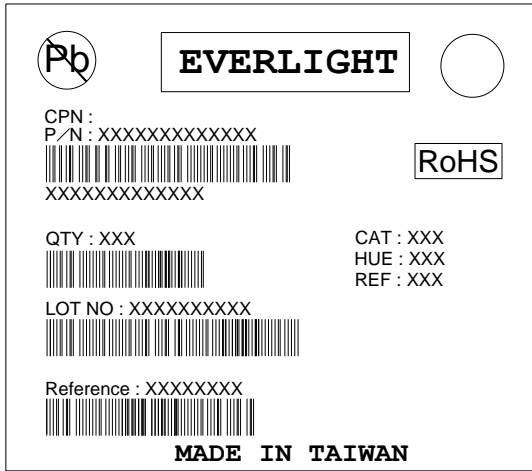 Pb
EVERLIGHT
CPN :
P/N : XXXXXXXXXXXXX
RoHS
XXXXXXXXXXXXX
QTY : XXX
CAT : XXX
HUE : XXX
REF : XXX
LOT NO : XXXXXXXXXX
Reference : XXXXXXXX
MADE IN TAIWAN